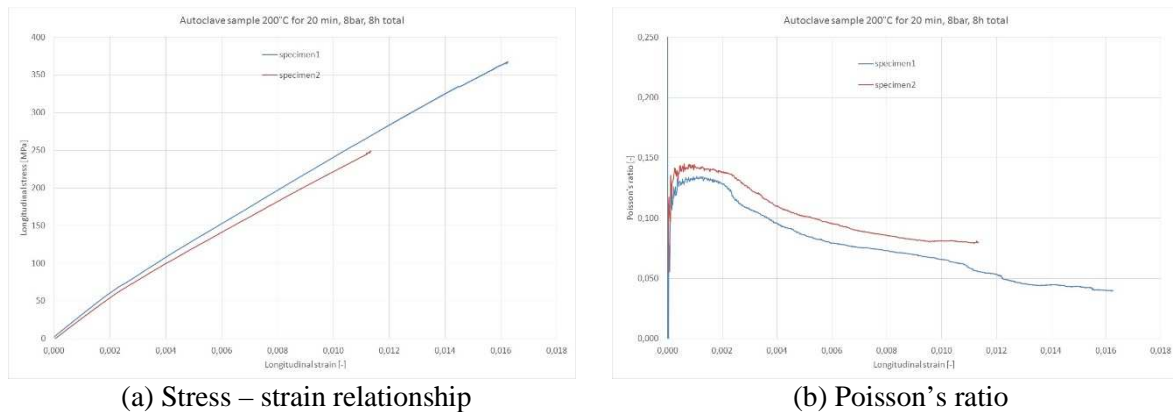 Autoclave sample 200°C for 20 min, 8bar, 8h total
400
350
300
250
200
150
100
50
0
Longitudinal stress [MPa]
specimen1
specimen2
0,000 0,002 0,004 0,006 0,008 0,010 0,012 0,014 0,016 0,018
Longitudinal strain [-]
(a) Stress – strain relationship
Autoclave sample 200°C for 20 min, 8bar, 8h total
0,250
0,200
0,150
0,100
0,050
0,000
Poisson's ratio [-]
specimen1
specimen2
0,000 0,002 0,004 0,006 0,008 0,010 0,012 0,014 0,016 0,018
Longitudinal strain [-]
(b) Poisson’s ratio